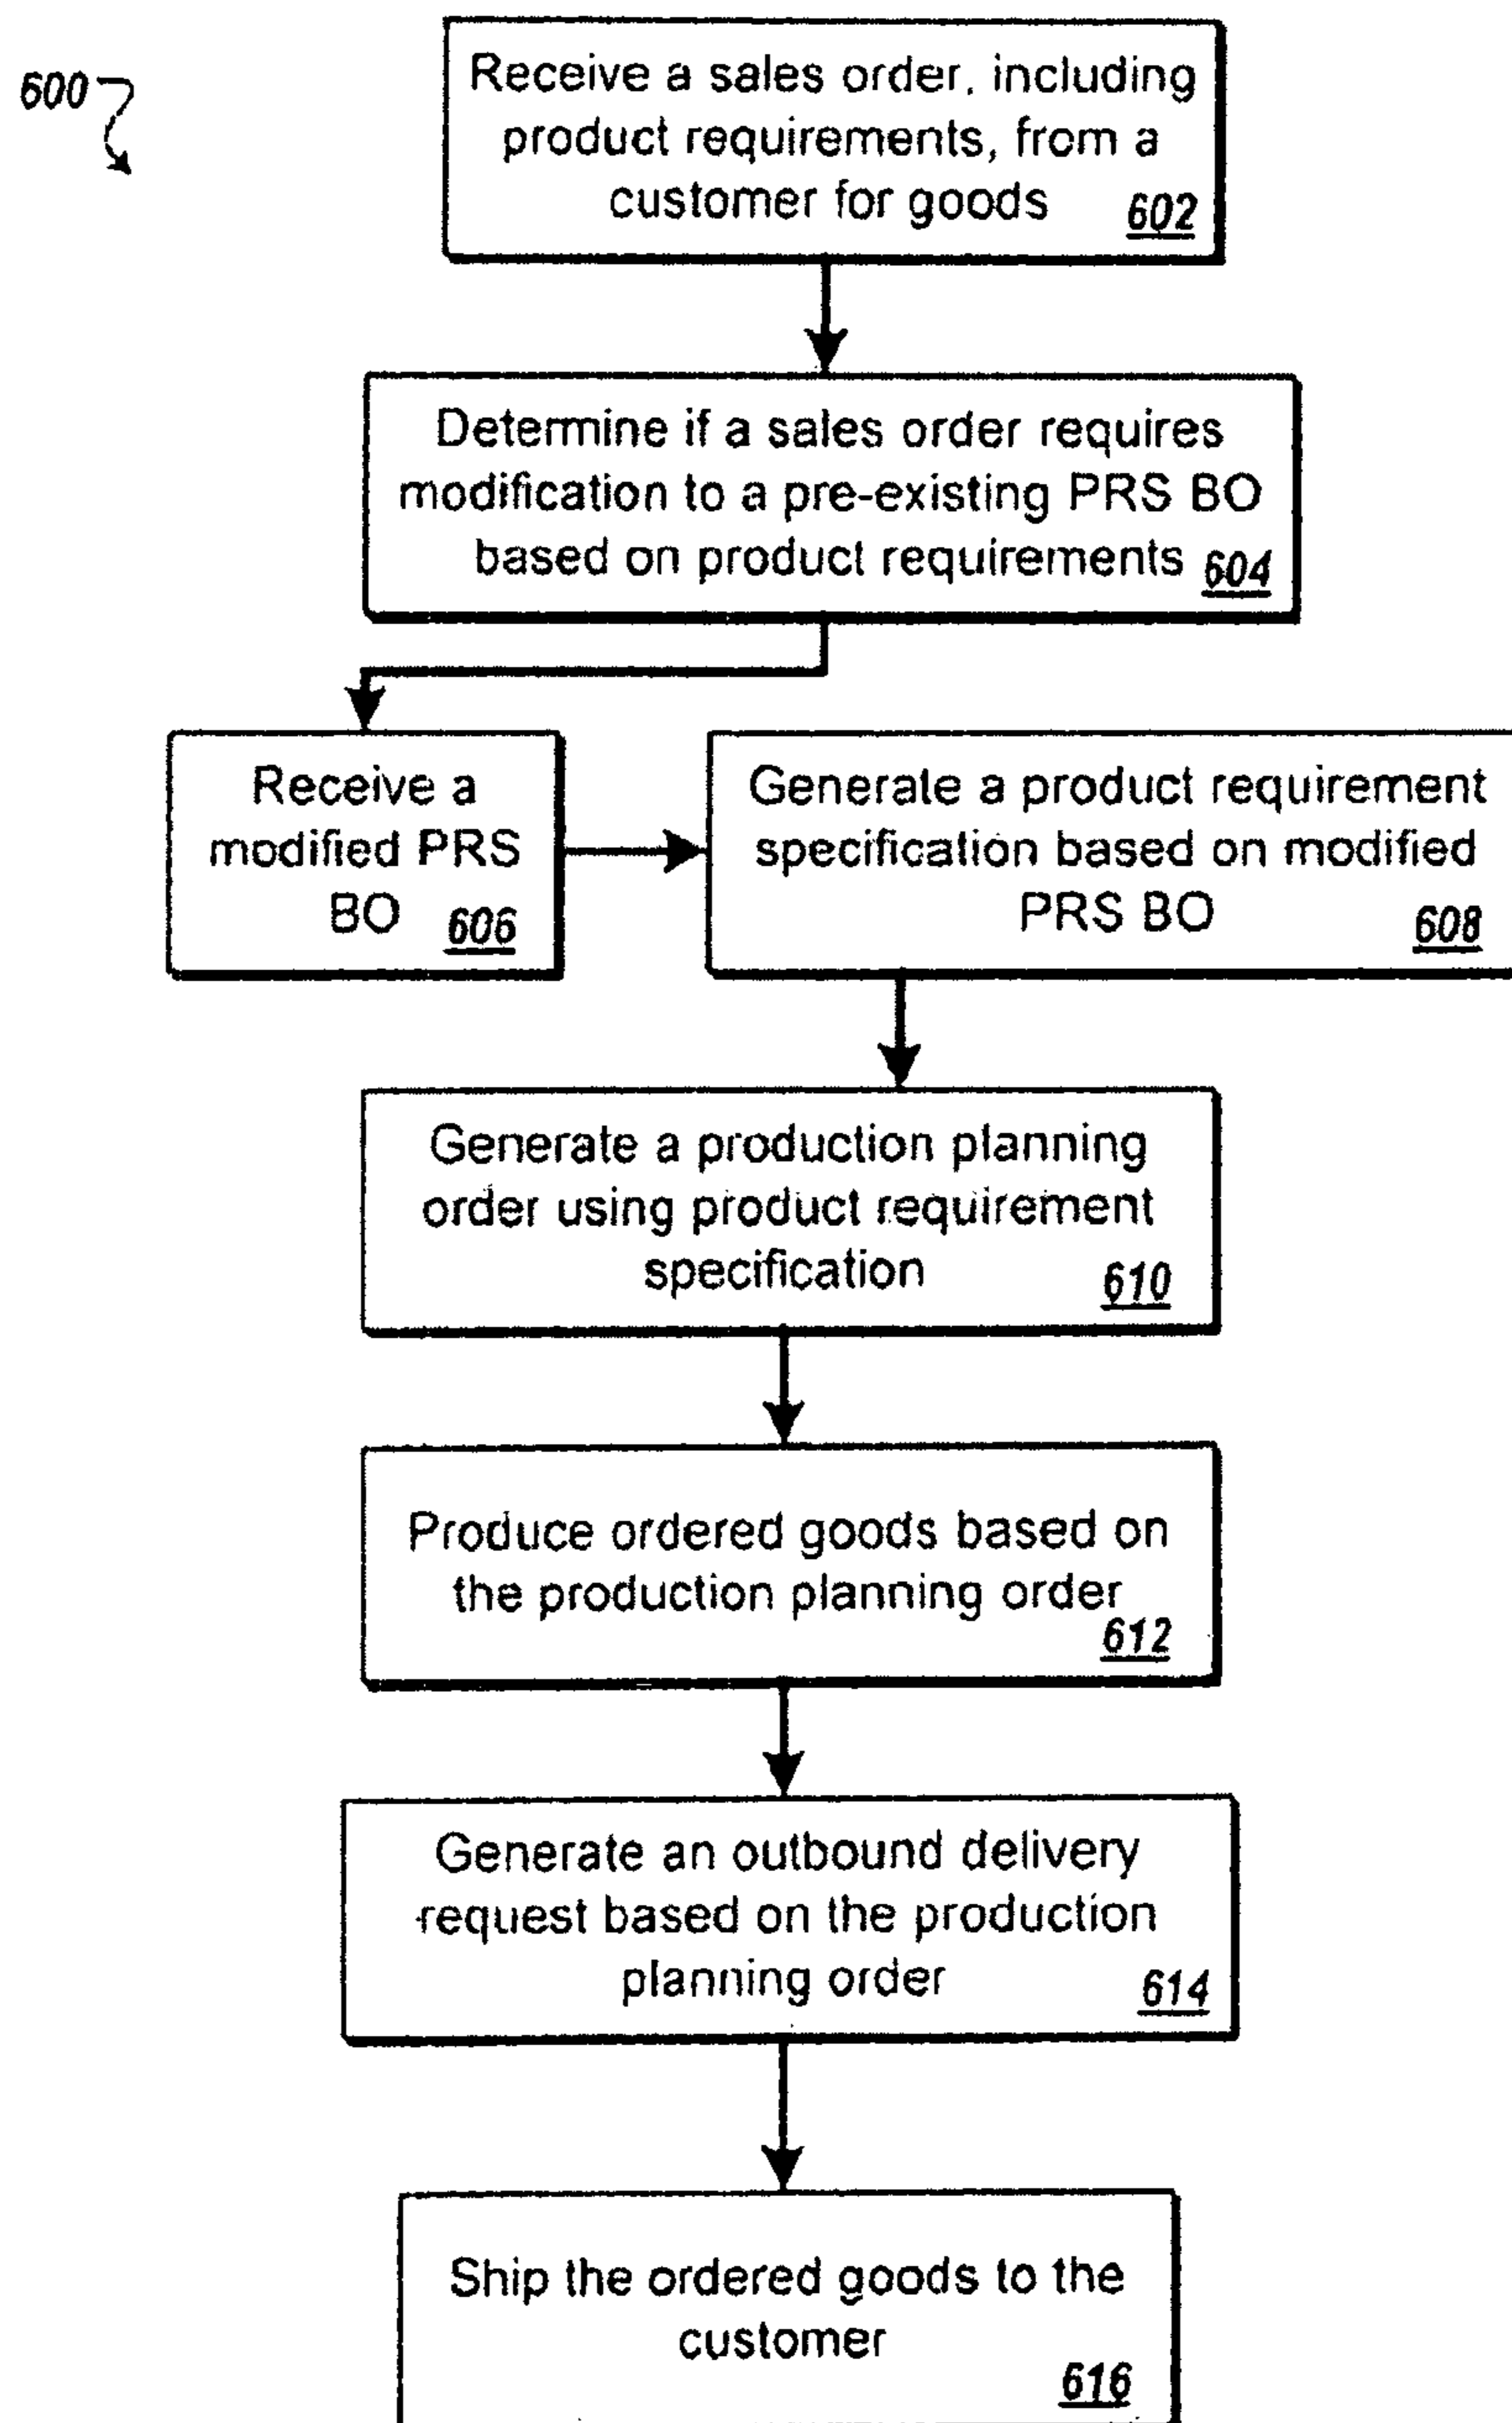 600
Receive a sales order, including
product requirements, from a
customer for goods 602
Determine if a sales order requires
modification to a pre-existing PRS BO
based on product requirements 604
Receive a
modified PRS
BO 606
Generate a product requirement
specification based on modified
PRS BO 608
Generate a production planning
order using product requirement
specification 610
Produce ordered goods based on
the production planning order
612
Generate an outbound delivery
request based on the production
planning order 614
Ship the ordered goods to the
customer
616